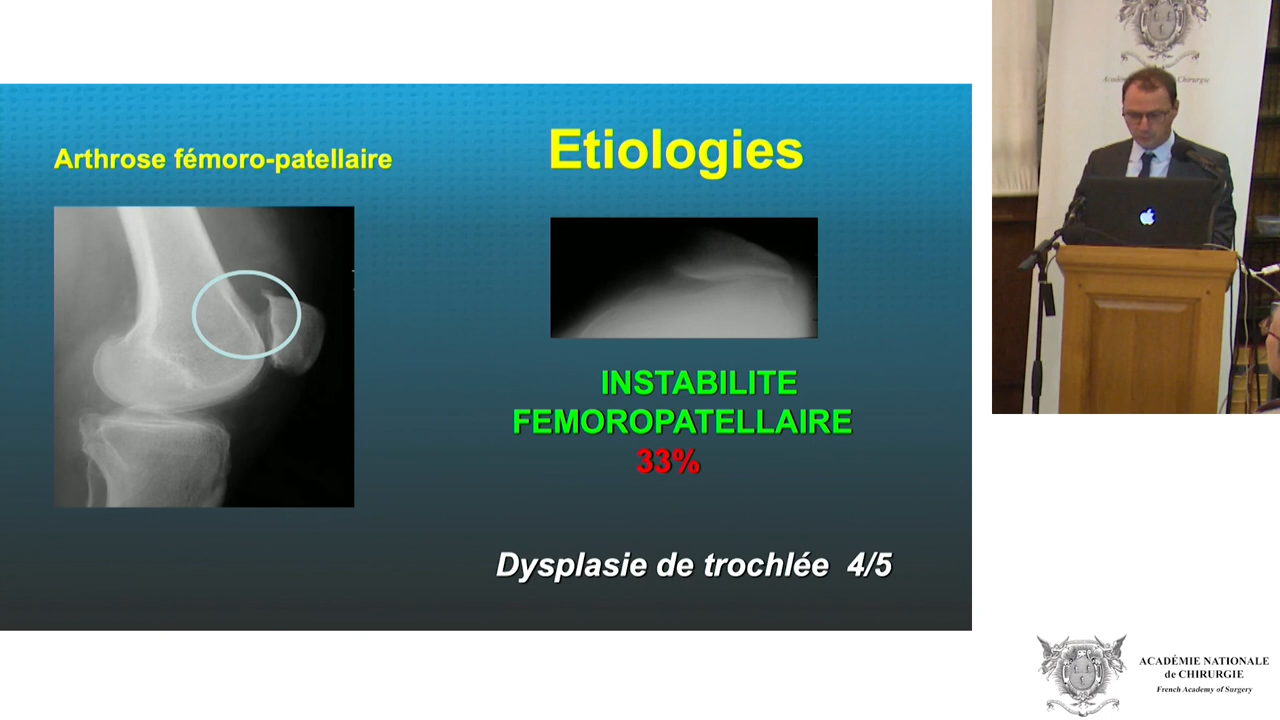 Arthrose fémoro-patellaire
Etiologies
INSTABILITE
FEMOROPATELLAIRE
33%
Dysplasie de trochlée 4/5
ACADÉMIE NATIONALE
de CHIRURGIE
French Academy of Surgery